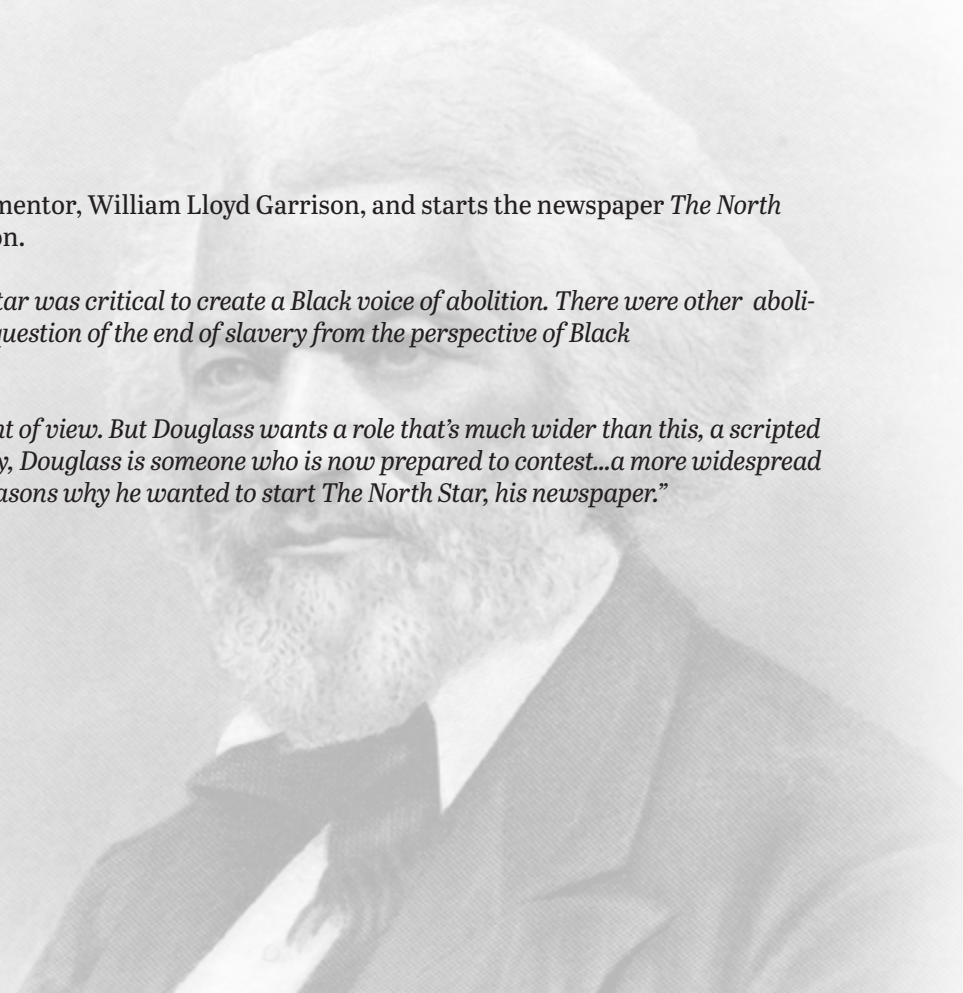 mentor, William Lloyd Garrison, and starts the newspaper The North
on.
tar was critical to create a Black voice of abolition. There were other aboli-
question of the end of slavery from the perspective of Black
nt of view. But Douglass wants a role that’s much wider than this, a scripted
y, Douglass is someone who is now prepared to contest...a more widespread
asons why he wanted to start The North Star, his newspaper.”